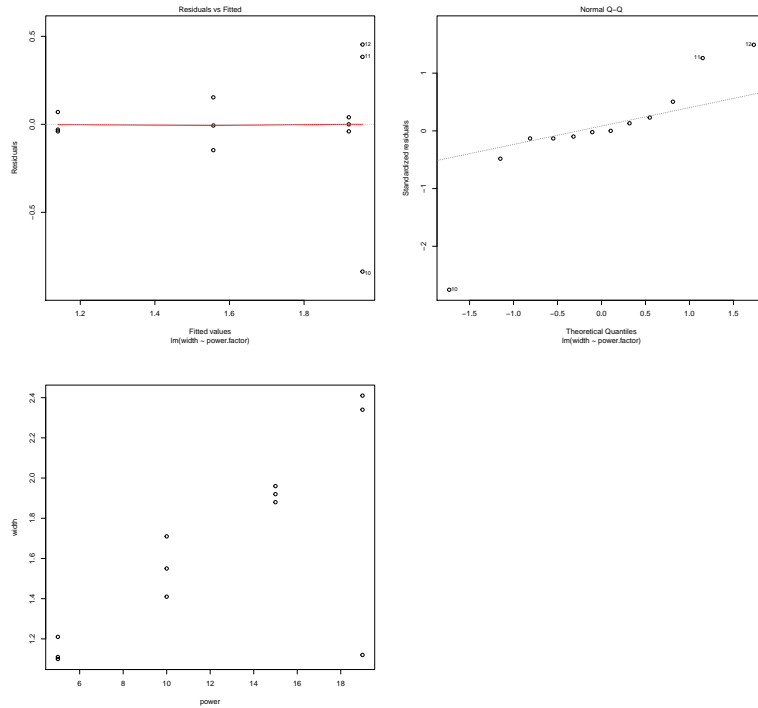 Residuals vs Fitted
0.5
0.0
−0.5
Residuals
12
11
10
1.2 1.4 1.6 1.8
Fitted values
lm(width ~ power.factor)
Normal Q−Q
1
0
−1
−2
Standardized residuals
11
12
10
−1.5 −1.0 −0.5 0.0 0.5 1.0 1.5
Theoretical Quantiles
lm(width ~ power.factor)
2.4
2.2
2.0
1.8
1.6
1.4
1.2
width
6 8 10 12 14 16 18
power